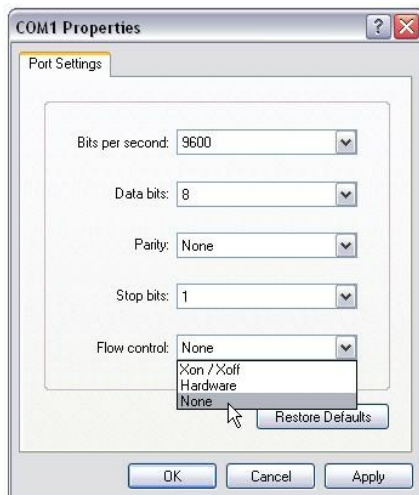 COM1 Properties
Port Settings
Bits per second: 9600
Data bits: 8
Parity: None
Stop bits: 1
Flow control: None
Xon / Xoff
Hardware
None
Restore Defaults
OK Cancel Apply